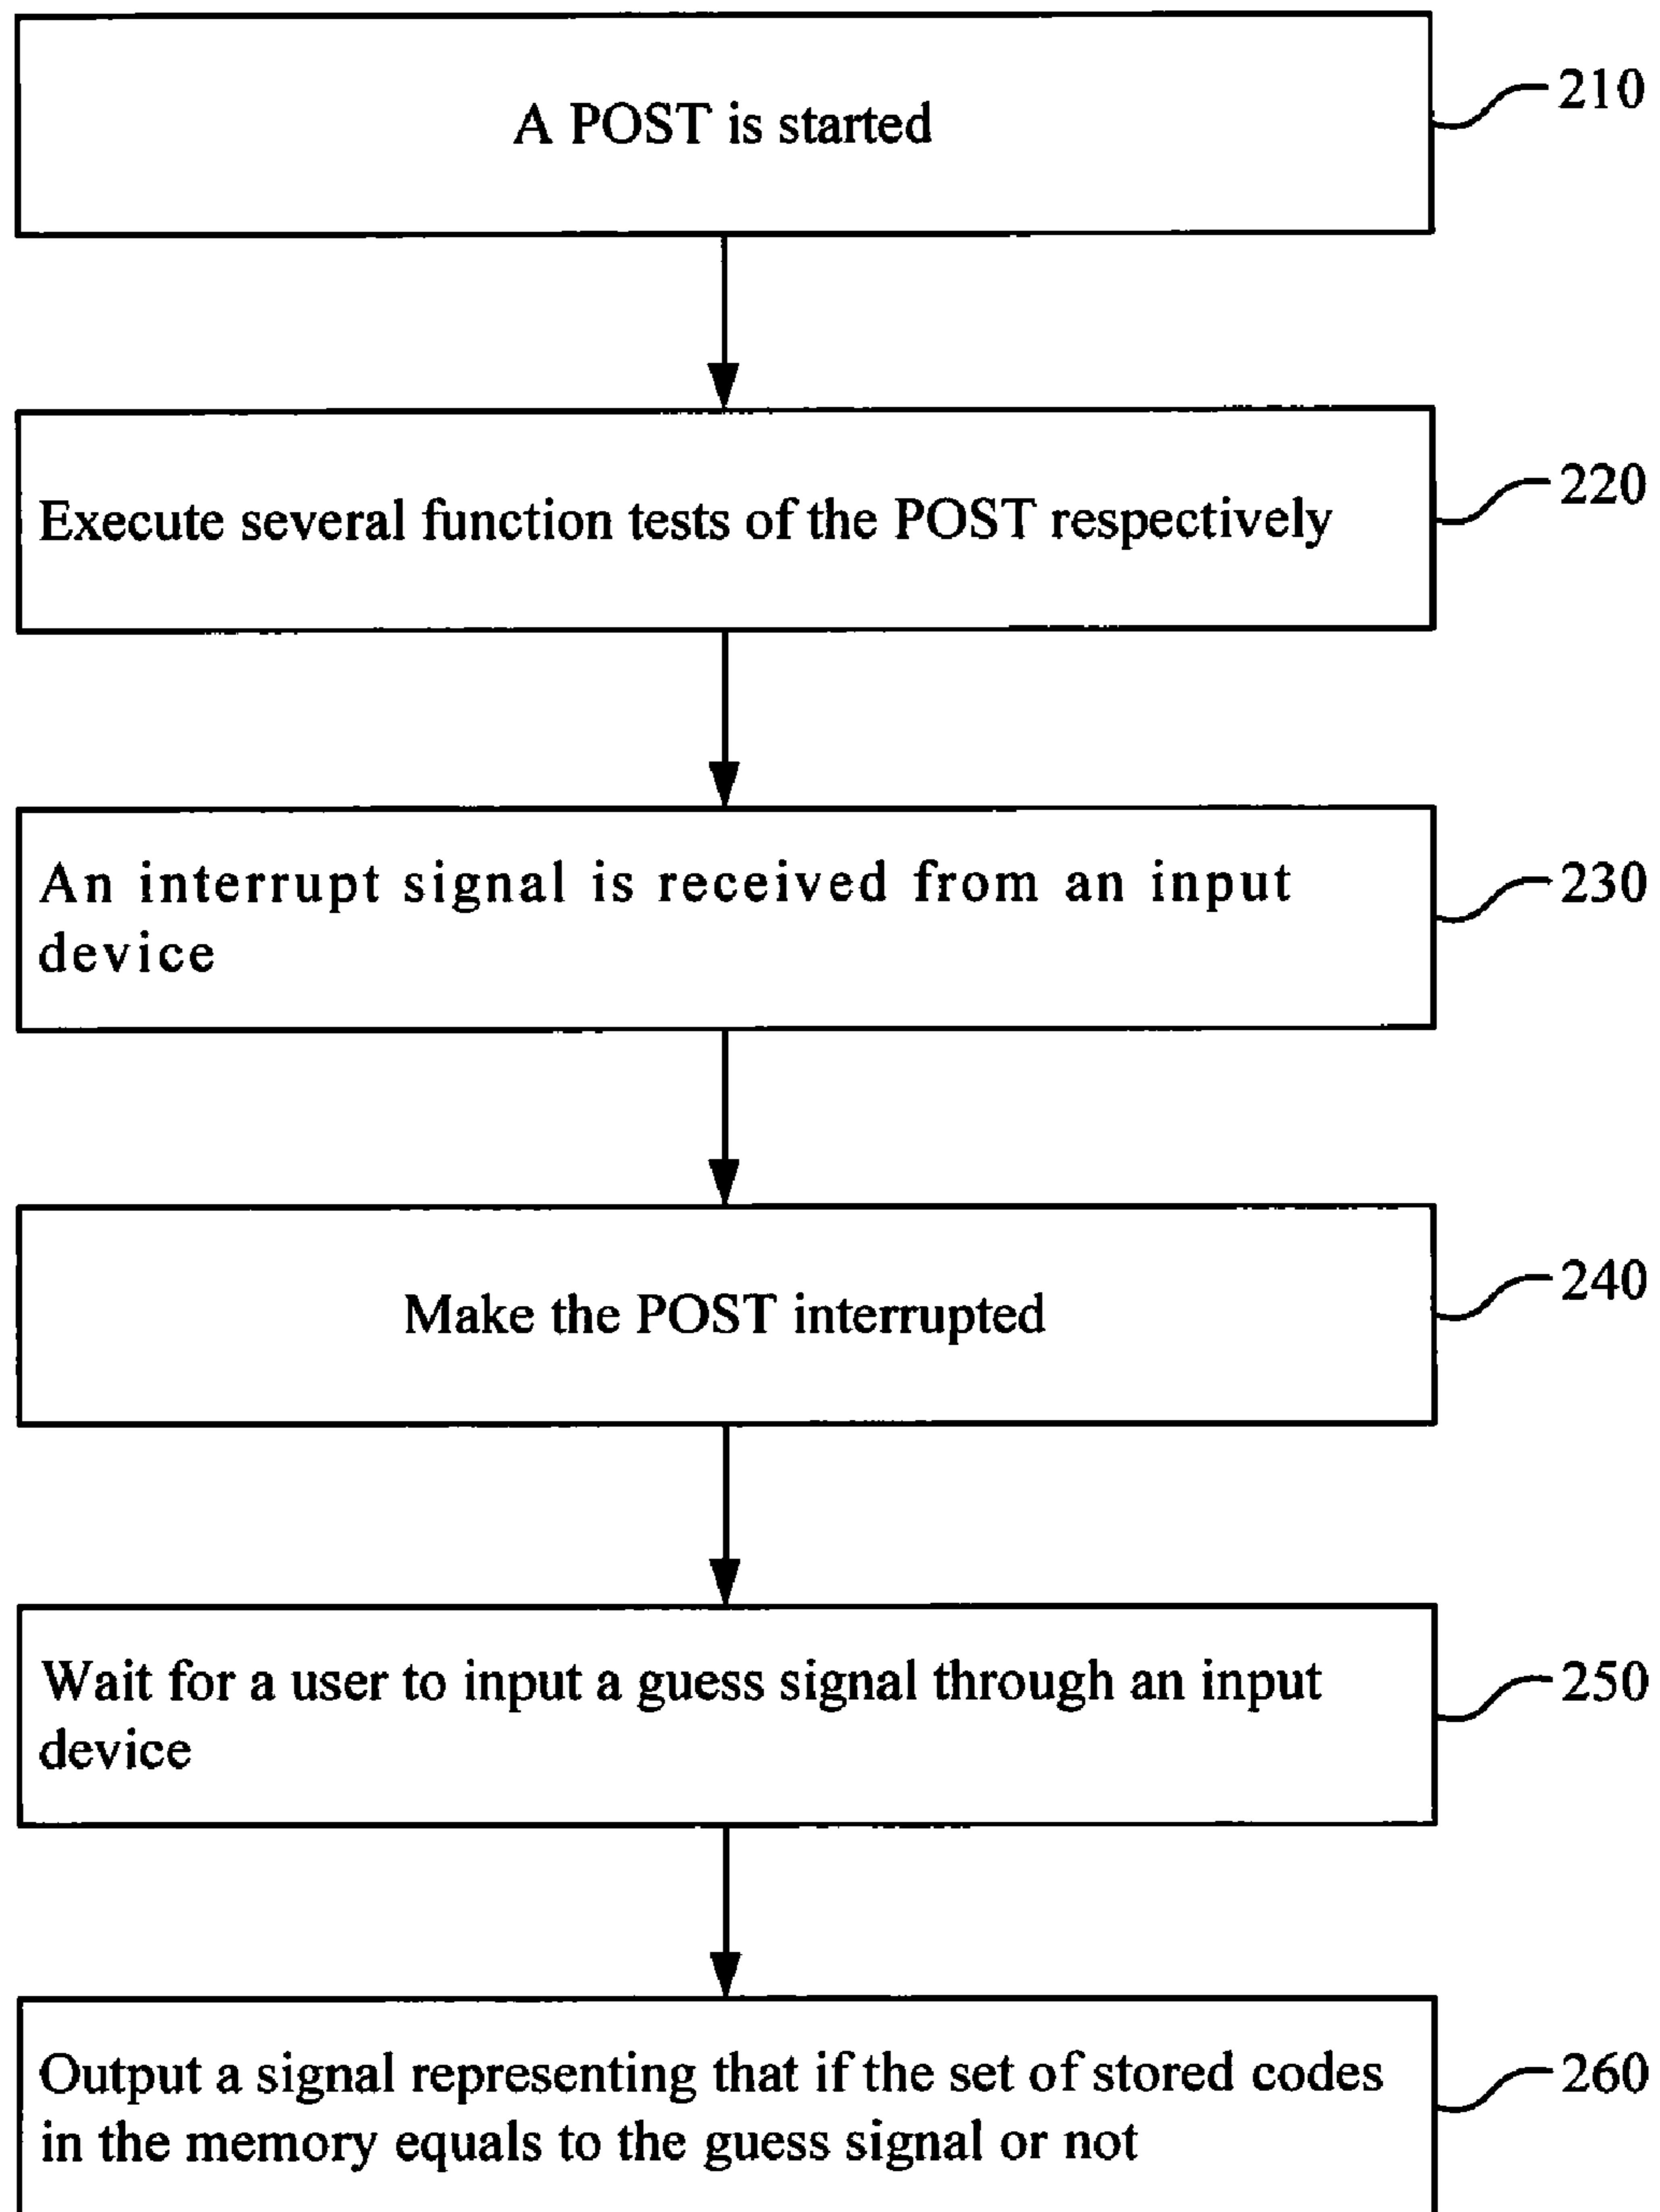 A POST is started
210
Execute several function tests of the POST respectively
220
An interrupt signal is received from an input
device
230
Make the POST interrupted
240
Wait for a user to input a guess signal through an input
device
250
Output a signal representing that if the set of stored codes
in the memory equals to the guess signal or not
260